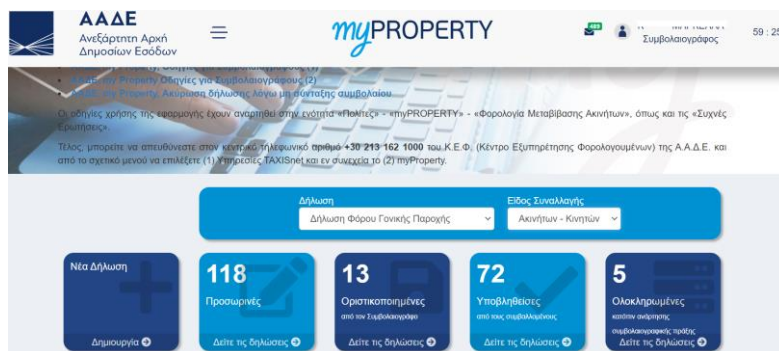 ΑΑΔΕ
Ανεξάρτητη Αρχή
Δημοσίων Εσόδων
myPROPERTY
Συμβολαιογράφος
59 : 25
ΑΑΔΕ, my Property Οδηγίες για Συμβολαιογράφους (2)
ΑΑΔΕ, my Property, Ακύρωση δήλωσης λόγω μη σύνταξης συμβολαίου
Οι οδηγίες χρήσης της εφαρμογής έχουν αναρτηθεί στην ενότητα «Πολίτες» - «myPROPERTY» - «Φορολογία Μεταβίβασης Ακινήτων», όπως και τις «Συχνές
Ερωτήσεις».
Τέλος, μπορείτε να απευθύνεστε στον κεντρικό τηλεφωνικό αριθμό +30 213 162 1000 του Κ.Ε.Φ. (Κέντρο Εξυπηρέτησης Φορολογουμένων) της Α.Α.Δ.Ε. και
από το σχετικό μενού να επιλέξετε (1) Υπηρεσίες TAXISnet και εν συνεχεία το (2) myProperty.
Δήλωση
Είδος Συναλλαγής
Δήλωση Φόρου Γονικής Παροχής
Ακινήτων - Κινητών
Νέα Δήλωση
Δημιουργία
118
Προσωρινές
Δείτε τις δηλώσεις
13
Οριστικοποιημένες
από τον Συμβολαιογράφο
Δείτε τις δηλώσεις
72
Υποβληθείσες
από τους συμβαλλομένους
Δείτε τις δηλώσεις
5
Ολοκληρωμένες
κατόπιν ανάρτησης
συμβολαιογραφικής πράξης
Δείτε τις δηλώσεις